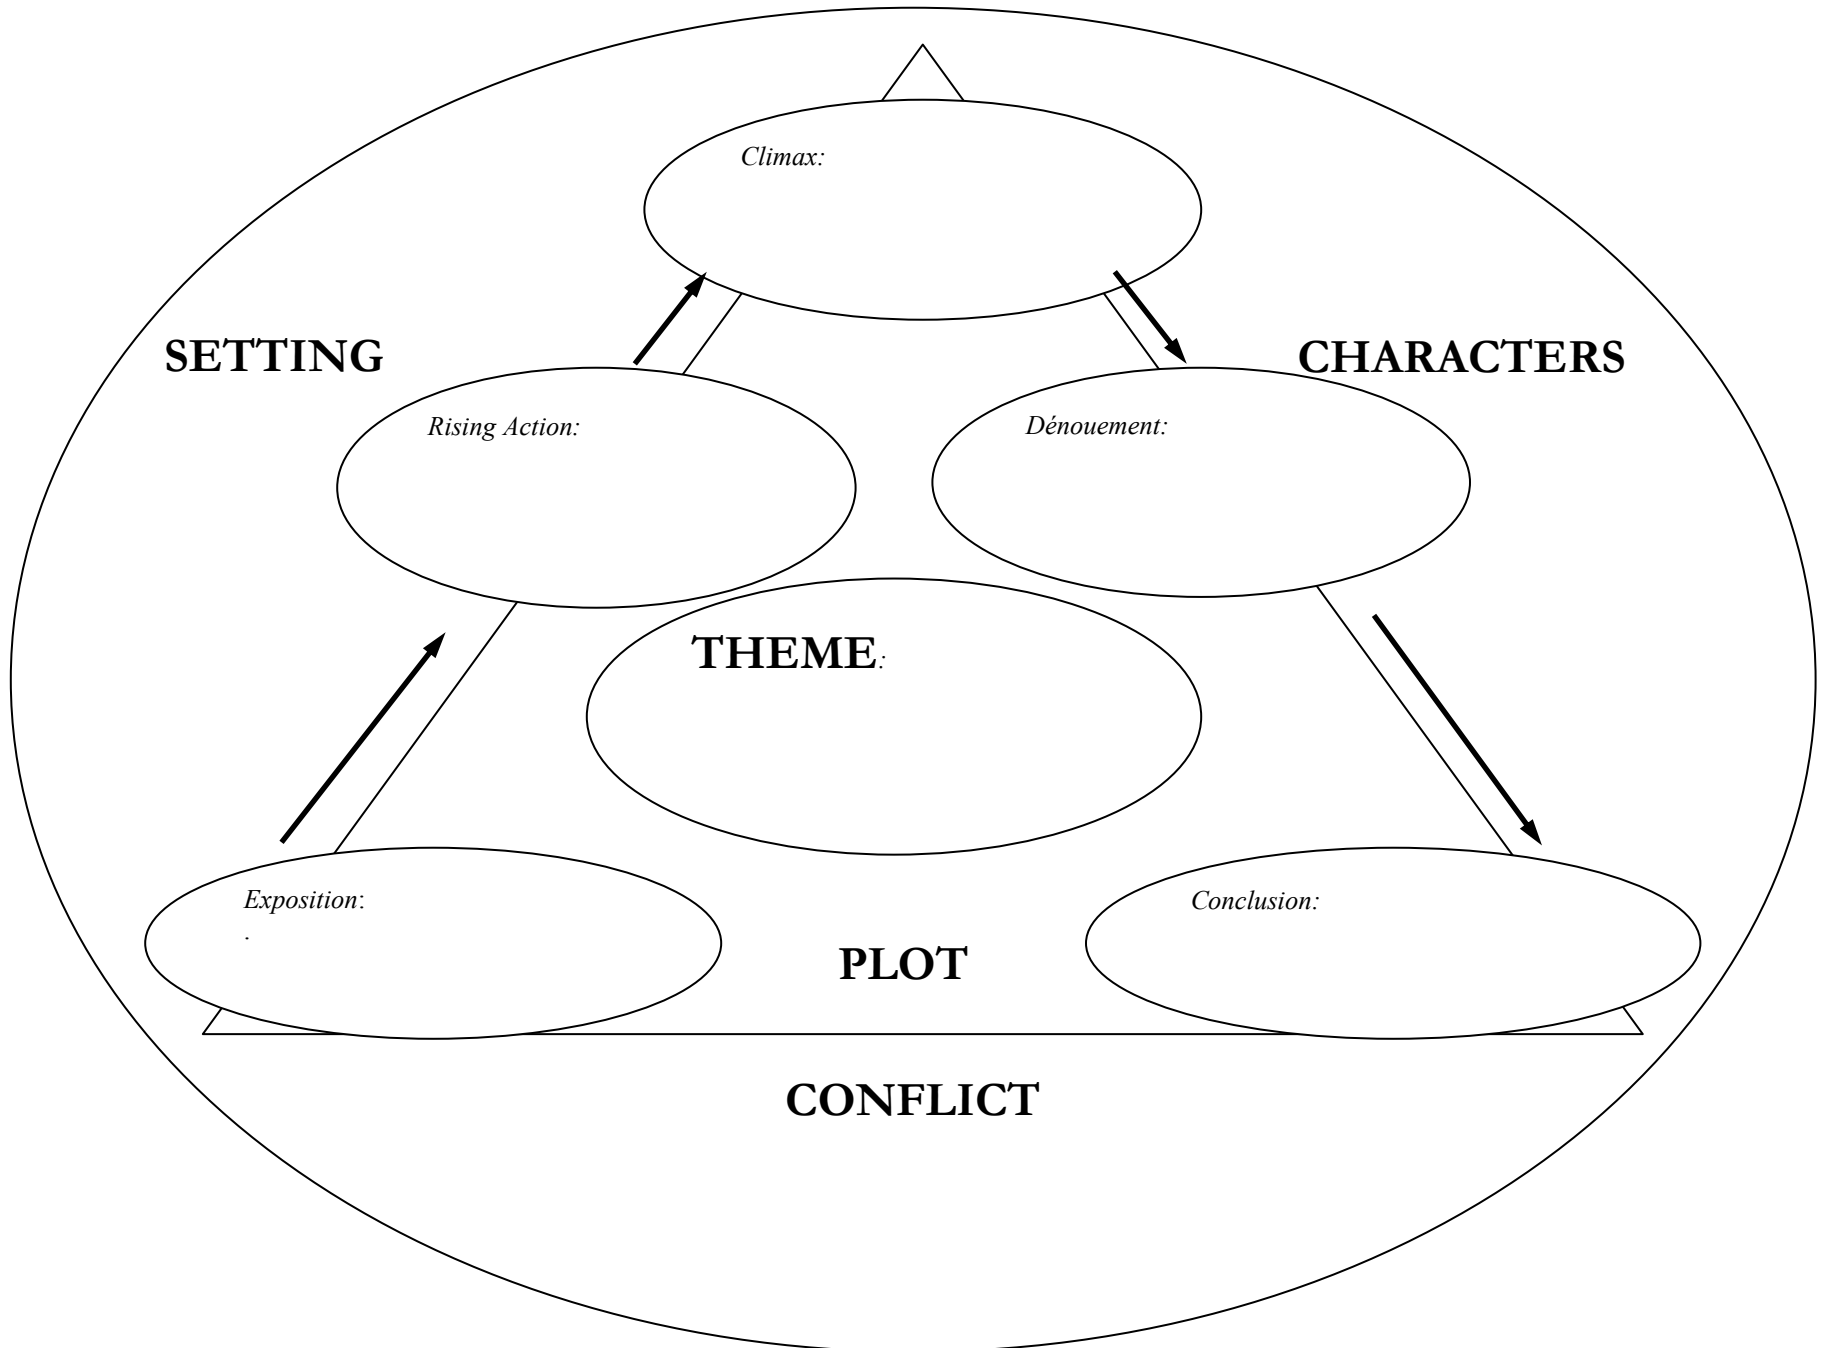 Climax:
SETTING
CHARACTERS
Rising Action:
Dénouement:
THEME:
Exposition:
.
Conclusion:
PLOT
CONFLICT